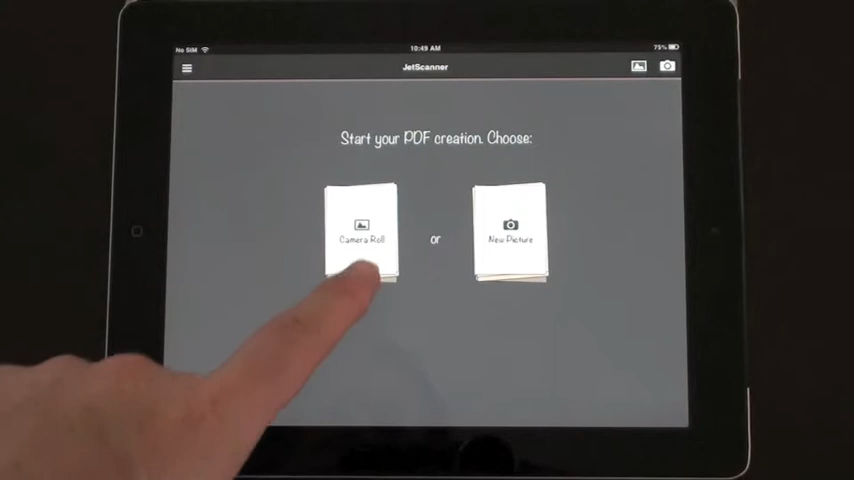 No SIM 10:49 AM 75%
JetScanner
Start your PDF creation. Choose:
Camera Roll or New Picture